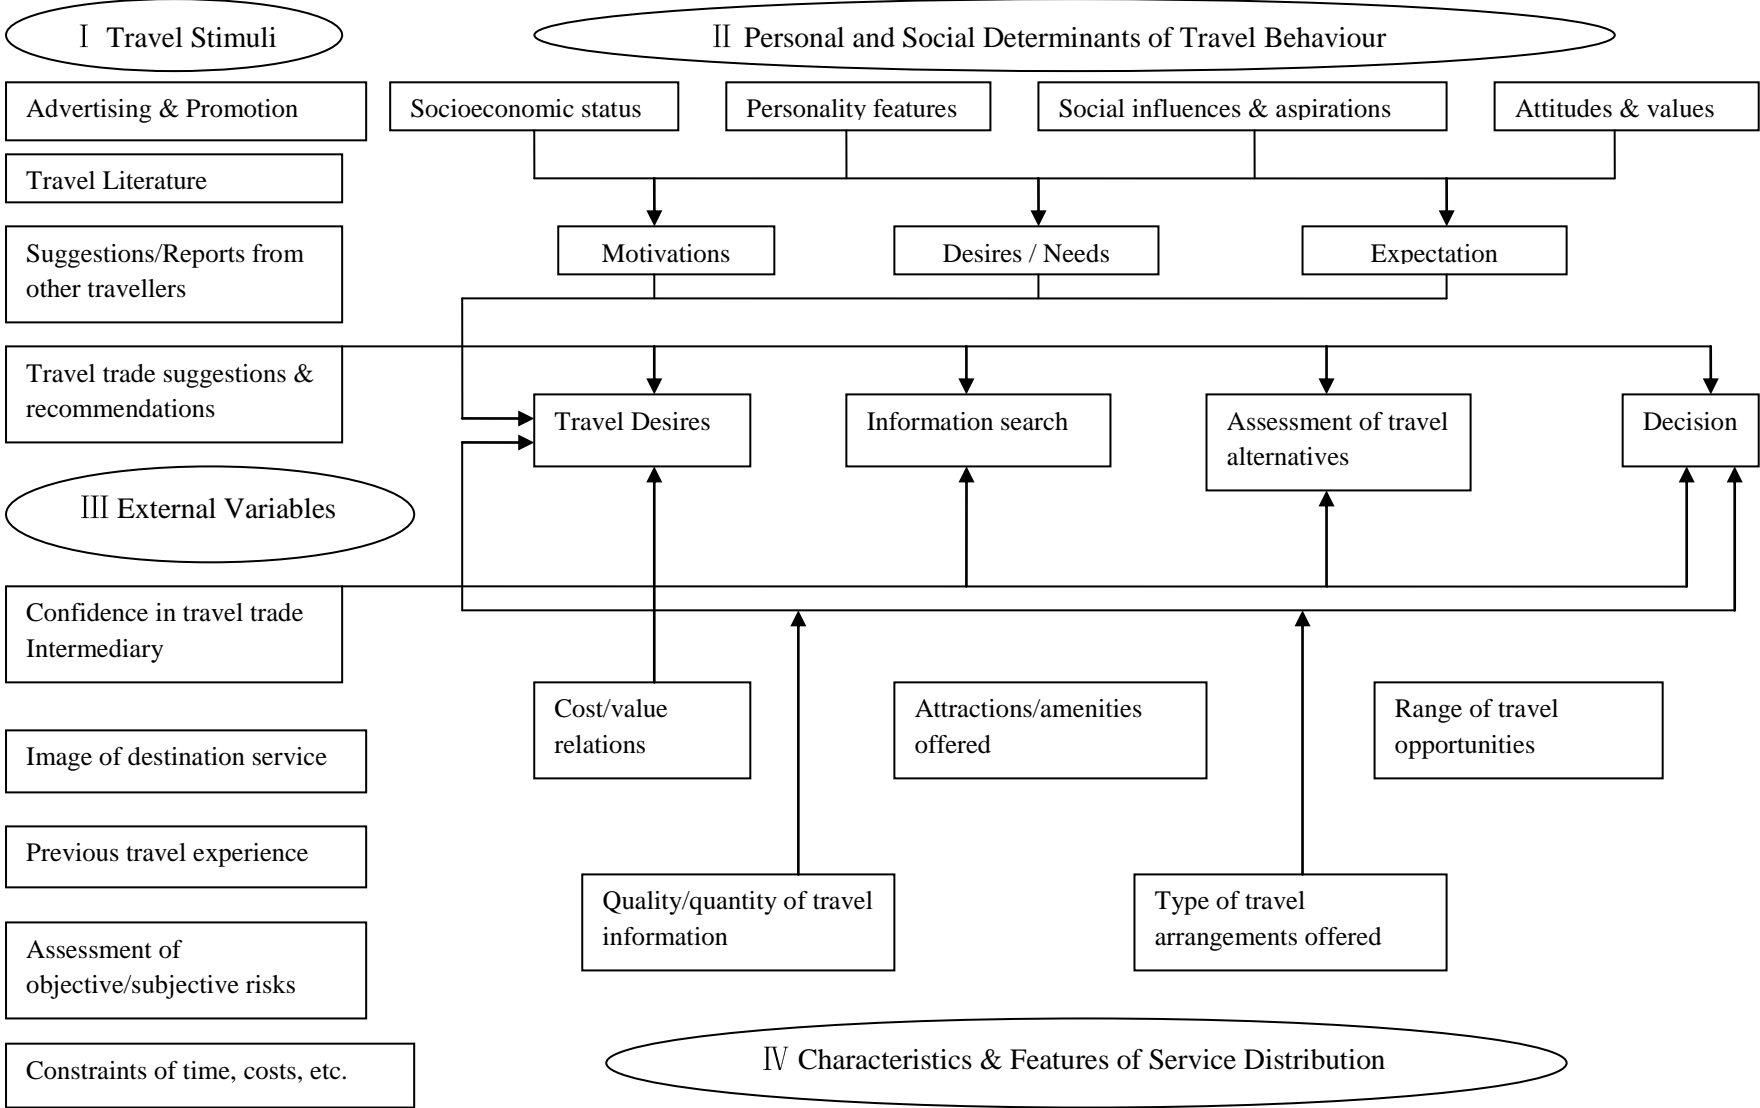 Ⅰ Travel Stimuli
Ⅱ Personal and Social Determinants of Travel Behaviour
Advertising & Promotion
Socioeconomic status
Personality features
Social influences & aspirations
Attitudes & values
Travel Literature
Suggestions/Reports from
other travellers
Motivations
Desires / Needs
Expectation
Travel trade suggestions &
recommendations
Travel Desires
Information search
Assessment of travel
alternatives
Decision
Ⅲ External Variables
Confidence in travel trade
Intermediary
Cost/value
relations
Attractions/amenities
offered
Range of travel
opportunities
Image of destination service
Previous travel experience
Quality/quantity of travel
information
Type of travel
arrangements offered
Assessment of
objective/subjective risks
Constraints of time, costs, etc.
Ⅳ Characteristics & Features of Service Distribution